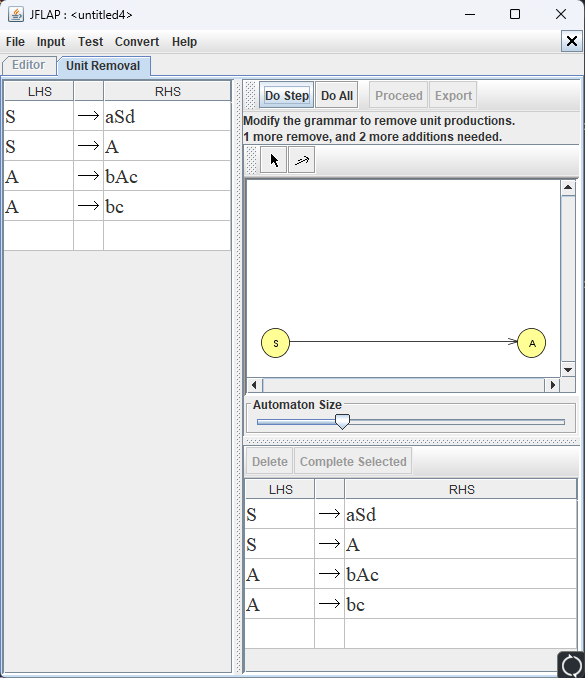 JFLAP : <untitled4>
File Input Test Convert Help
Editor Unit Removal
LHS RHS
S → aSd
S → A
A → bAc
A → bc
Do Step Do All Proceed Export
Modify the grammar to remove unit productions.
1 more remove, and 2 more additions needed.
S A
Automaton Size
Delete Complete Selected
LHS RHS
S → aSd
S → A
A → bAc
A → bc